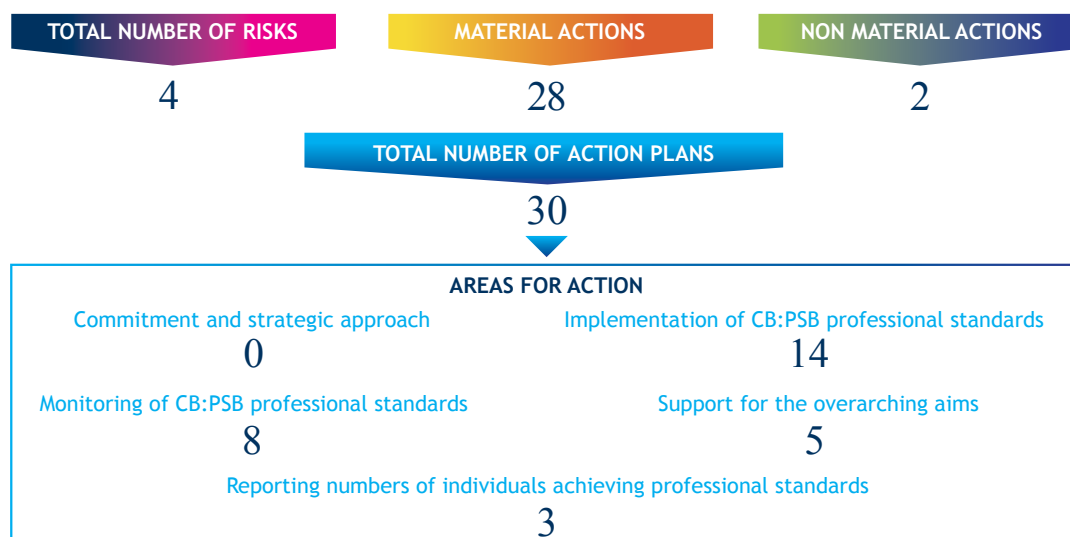 TOTAL NUMBER OF RISKS
4
MATERIAL ACTIONS
28
NON MATERIAL ACTIONS
2
TOTAL NUMBER OF ACTION PLANS
30
AREAS FOR ACTION
Commitment and strategic approach
0
Implementation of CB:PSB professional standards
14
Monitoring of CB:PSB professional standards
8
Support for the overarching aims
5
Reporting numbers of individuals achieving professional standards
3